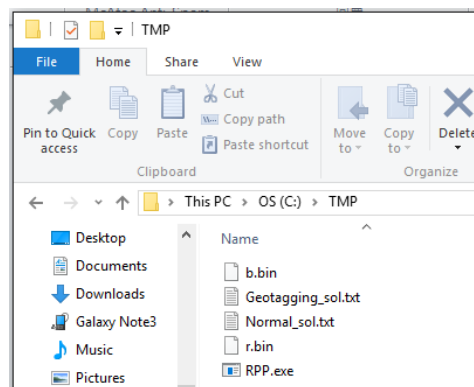 TMP
File Home Share View
Pin to Quick access
Copy
Paste
Cut
Copy path
Paste shortcut
Move to
Copy to
Delete
Clipboard
Organize
This PC > OS (C:) > TMP
Desktop
Documents
Downloads
Galaxy Note3
Music
Pictures
Name
b.bin
Geotagging_sol.txt
Normal_sol.txt
r.bin
RPP.exe